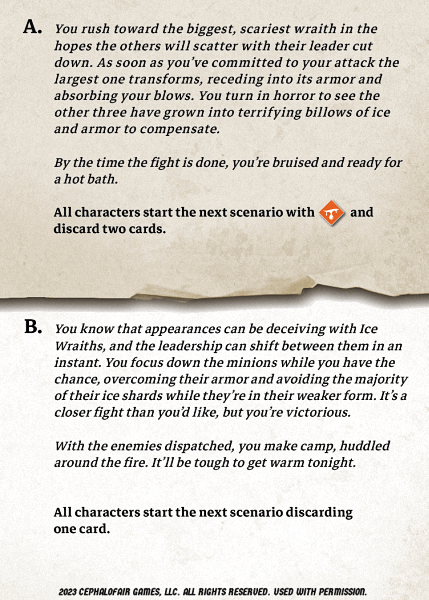 A. You rush toward the biggest, scariest wraith in the
hopes the others will scatter with their leader cut
down. As soon as you've committed to your attack the
largest one transforms, receding into its armor and
absorbing your blows. You turn in horror to see the
other three have grown into terrifying billows of ice
and armor to compensate.
By the time the fight is done, you're bruised and ready for
a hot bath.
All characters start the next scenario with and
discard two cards.
B. You know that appearances can be deceiving with Ice
Wraiths, and the leadership can shift between them in an
instant. You focus down the minions while you have the
chance, overcoming their armor and avoiding the majority
of their ice shards while they're in their weaker form. It's a
closer fight than you'd like, but you're victorious.
With the enemies dispatched, you make camp, huddled
around the fire. It'll be tough to get warm tonight.
All characters start the next scenario discarding
one card.
2023 CEPHALOFAIR GAMES, LLC. ALL RIGHTS RESERVED. USED WITH PERMISSION.